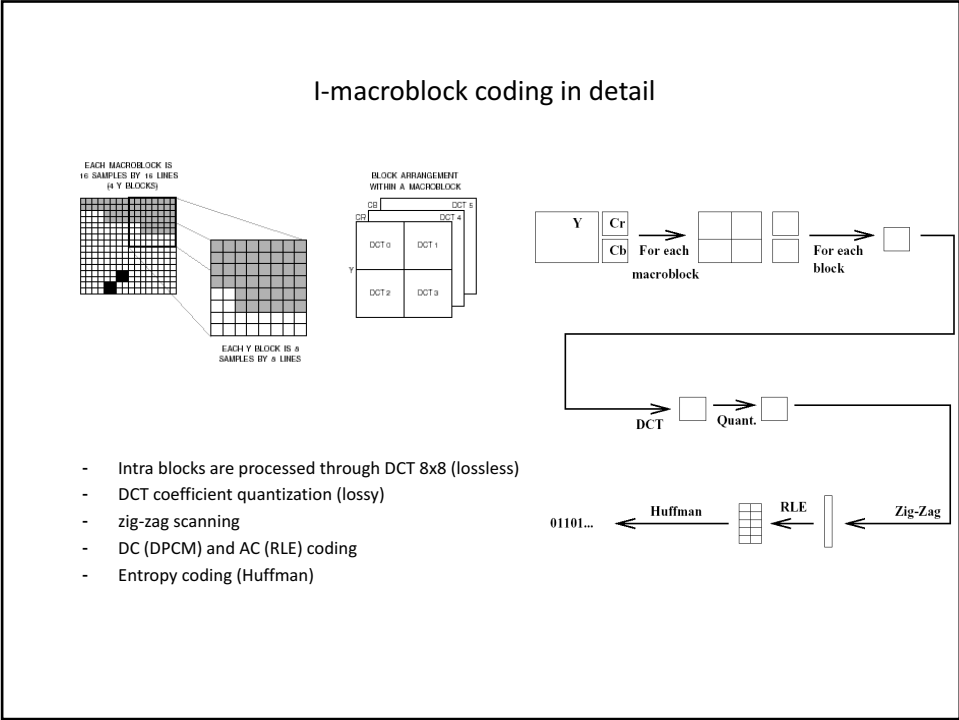 I-macroblock coding in detail
EACH MACROBLOCK IS
16 SAMPLES BY 16 LINES
(4 Y BLOCKS)
EACH Y BLOCK IS 8
SAMPLES BY 8 LINES
BLOCK ARRANGEMENT
WITHIN A MACROBLOCK
CB DCT 5
CR DCT 4
DCT 0 DCT 1
Y
DCT 2 DCT 3
Y Cr
Cb For each
macroblock
For each
block
DCT Quant.
Zig-Zag
RLE
Huffman
01101...
- Intra blocks are processed through DCT 8x8 (lossless)
- DCT coefficient quantization (lossy)
- zig-zag scanning
- DC (DPCM) and AC (RLE) coding
- Entropy coding (Huffman)